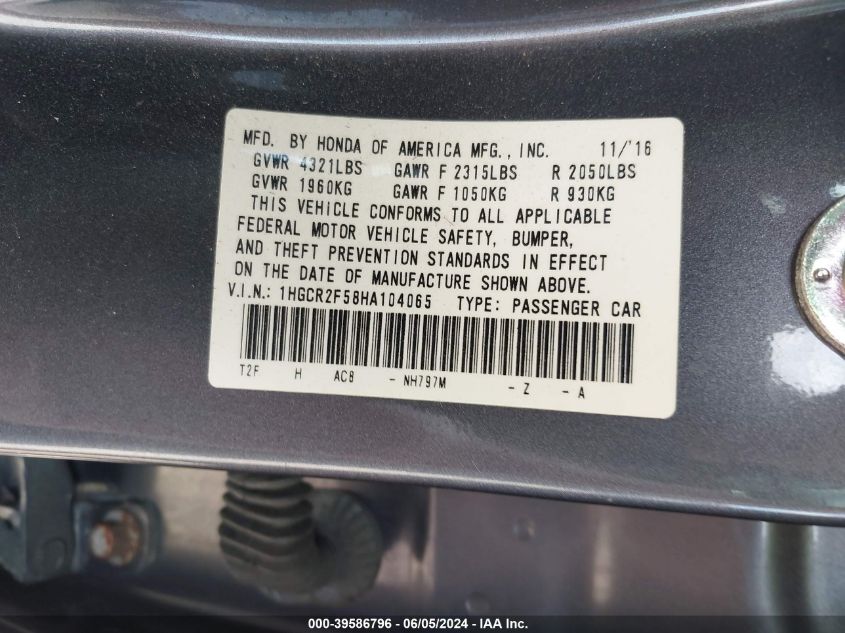 MFD. BY HONDA OF AMERICA MFG., INC. 11/'16
GVWR 4321LBS GAWR F 2315LBS R 2050LBS
GVWR 1960KG GAWR F 1050KG R 930KG
THIS VEHICLE CONFORMS TO ALL APPLICABLE
FEDERAL MOTOR VEHICLE SAFETY, BUMPER,
AND THEFT PREVENTION STANDARDS IN EFFECT
ON THE DATE OF MANUFACTURE SHOWN ABOVE.
V.I.N.: 1HGCR2F58HA104065 TYPE: PASSENGER CAR
T2F H AC8 - NH797M - Z - A
000-39586796 - 06/05/2024 - IAA Inc.